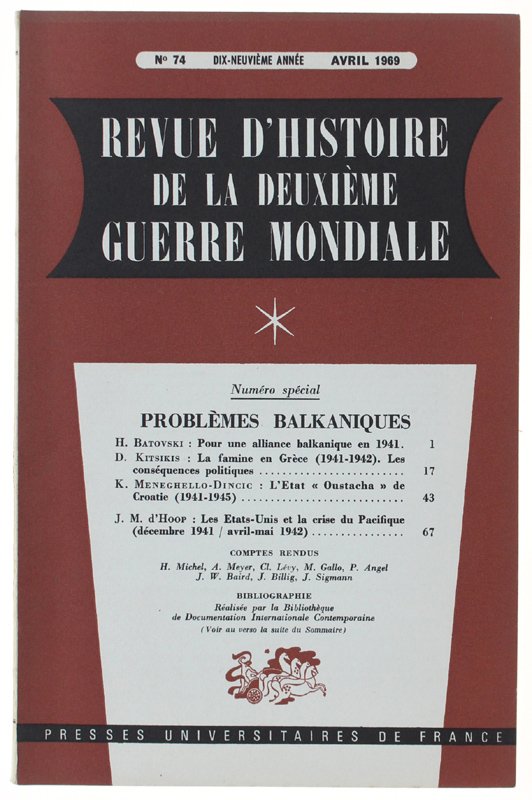 Nº 74 DIX-NEUVIÈME ANNÉE AVRIL 1969
REVUE D'HISTOIRE
DE LA DEUXIÈME
GUERRE MONDIALE
Numéro spécial
PROBLÈMES BALKANIQUES
H. BATOVSKI : Pour une alliance balkanique en 1941. 1
D. KITSIKIS : La famine en Grèce (1941-1942). Les
conséquences politiques ........................ 17
K. MENEGHELLO-DINCIC : L'Etat « Oustacha » de
Croatie (1941-1945) ........................... 43
J. M. d'HOOP : Les Etats-Unis et la crise du Pacifique
(décembre 1941 / avril-mai 1942) ................ 67
COMPTES RENDUS
H. Michel, A. Meyer, Cl. Lévy, M. Gallo, P. Angel
J. W. Baird, J. Billig, J. Sigmann
BIBLIOGRAPHIE
Réalisée par la Bibliothèque
de Documentation Internationale Contemporaine
(Voir au verso la suite du Sommaire)
PRESSES UNIVERSITAIRES DE FRANCE